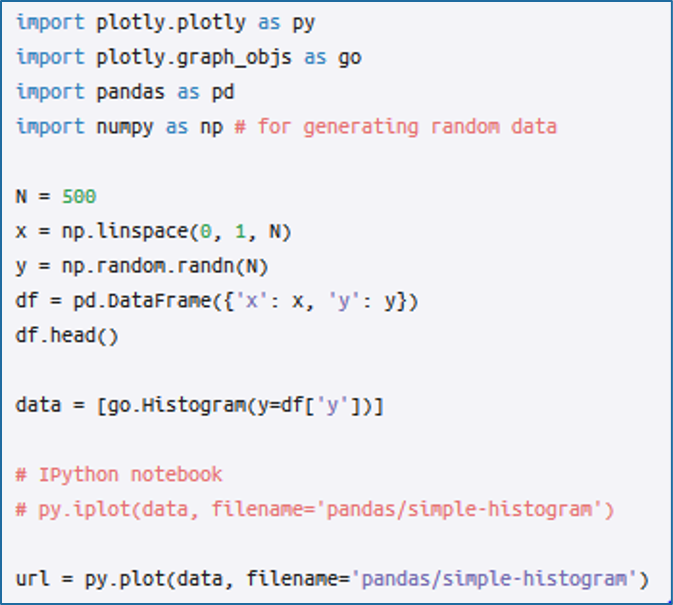 import plotly.plotly as py
import plotly.graph_objs as go
import pandas as pd
import numpy as np # for generating random data
N = 500
x = np.linspace(0, 1, N)
y = np.random.randn(N)
df = pd.DataFrame({'x': x, 'y': y})
df.head()
data = [go.Histogram(y=df['y'])]
# IPython notebook
# py.iplot(data, filename='pandas/simple-histogram')
url = py.plot(data, filename='pandas/simple-histogram')